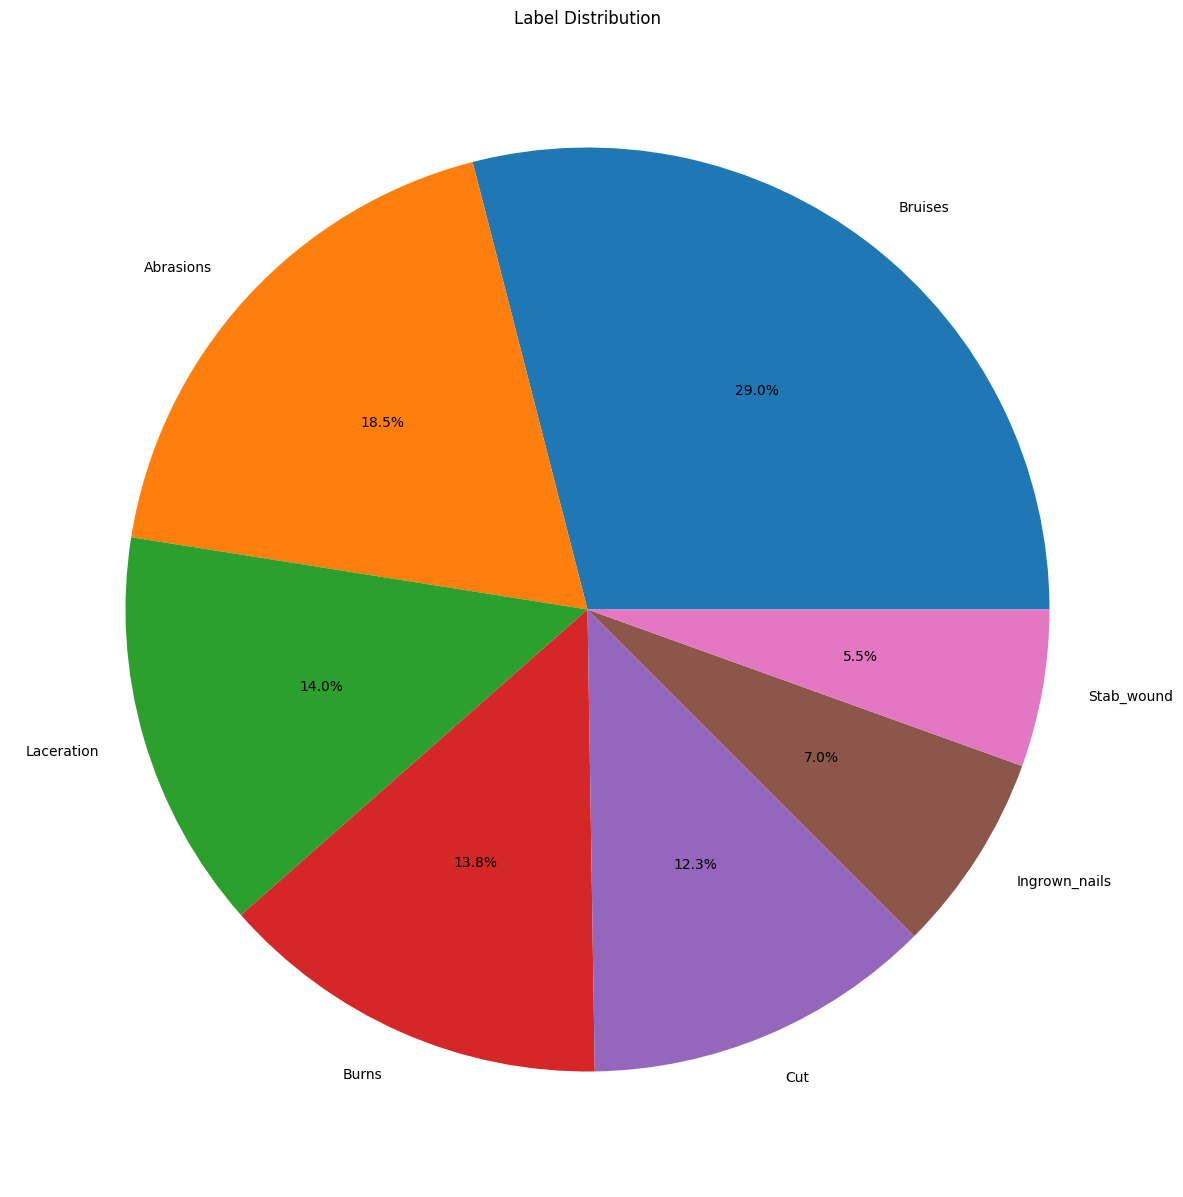 Label Distribution
Bruises
29.0%
Abrasions
18.5%
Laceration
14.0%
Burns
13.8%
Cut
12.3%
Ingrown_nails
7.0%
Stab_wound
5.5%